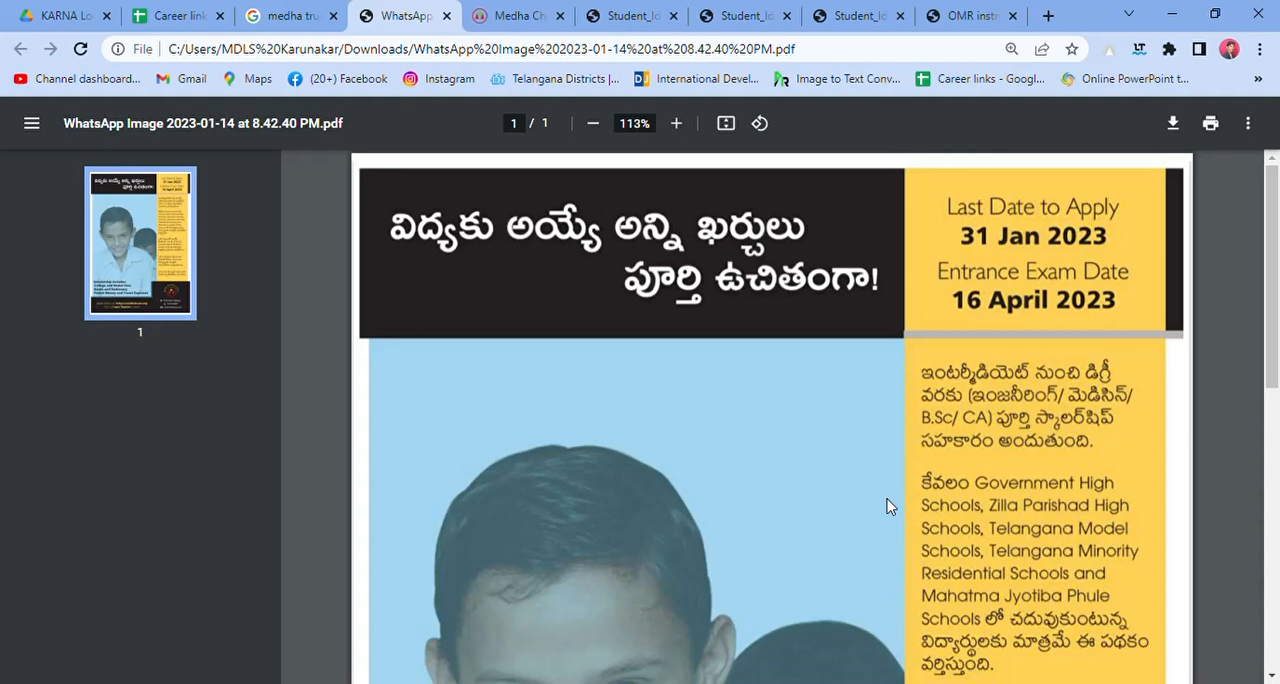 KARNA Lo
Career link
medha tru
WhatsApp
Medha Ch
Student_Id
Student_Id
Student_Id
OMR instr
File
C:/Users/MDLS%20Karunakar/Downloads/WhatsApp%20Image%202023-01-14%20at%208.42.40%20PM.pdf
Channel dashboard...
Gmail
Maps
(20+) Facebook
Instagram
Telangana Districts |...
International Devel...
Image to Text Conv...
Career links - Googl...
Online PowerPoint t...
WhatsApp Image 2023-01-14 at 8.42.40 PM.pdf
1 / 1
113%
1
విద్యకు అయ్యే అన్ని ఖర్చులు
పూర్తి ఉచితంగా!
Last Date to Apply
31 Jan 2023
Entrance Exam Date
16 April 2023
ఇంటర్మీడియెట్ నుంచి డిగ్రీ
వరకు (ఇంజనీరింగ్/ మెడిసిన్/
B.Sc/ CA) పూర్తి స్కాలర్‌షిప్
సహకారం అందుతుంది.
కేవలం Government High
Schools, Zilla Parishad High
Schools, Telangana Model
Schools, Telangana Minority
Residential Schools and
Mahatma Jyotiba Phule
Schools లో చదువుకుంటున్న
విద్యార్థులకు మాత్రమే ఈ పథకం
వర్తిస్తుంది.